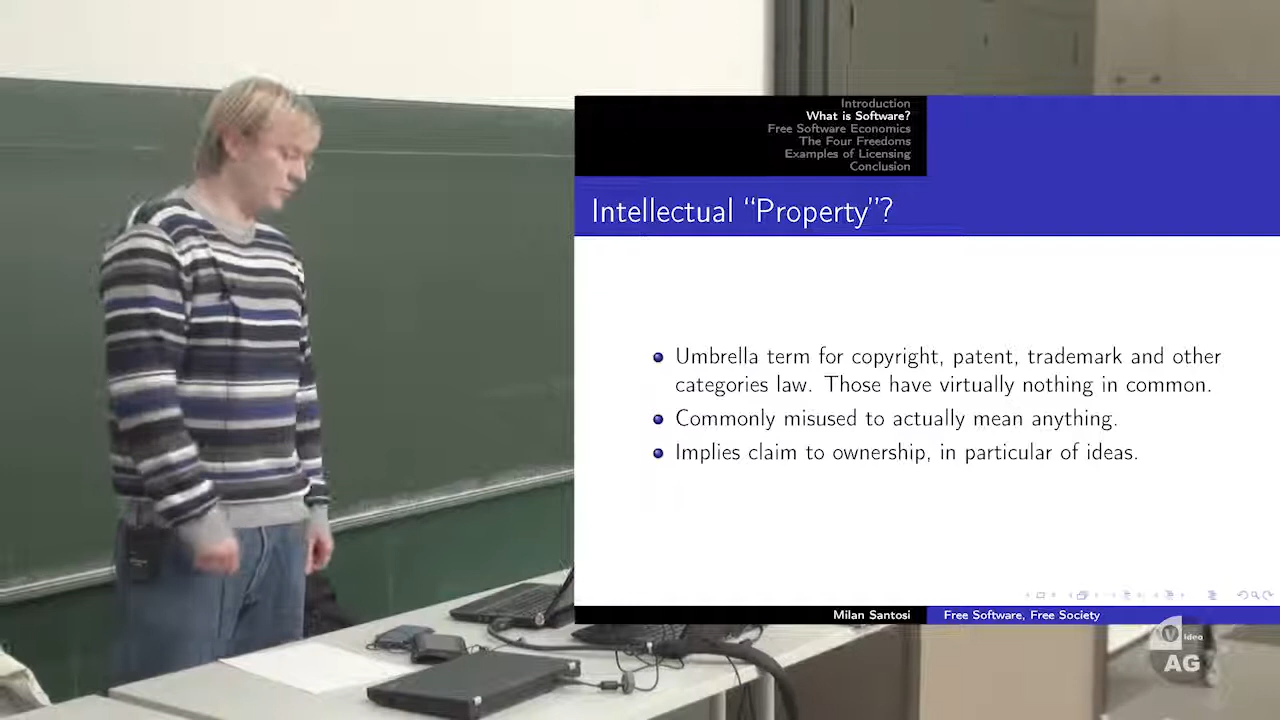 Introduction
What is Software?
Free Software Economics
The Four Freedoms
Examples of Licensing
Conclusion
Intellectual “Property”?
Umbrella term for copyright, patent, trademark and other
categories law. Those have virtually nothing in common.
Commonly misused to actually mean anything.
Implies claim to ownership, in particular of ideas.
Milan Santosi
Free Software, Free Society
V idea
AG